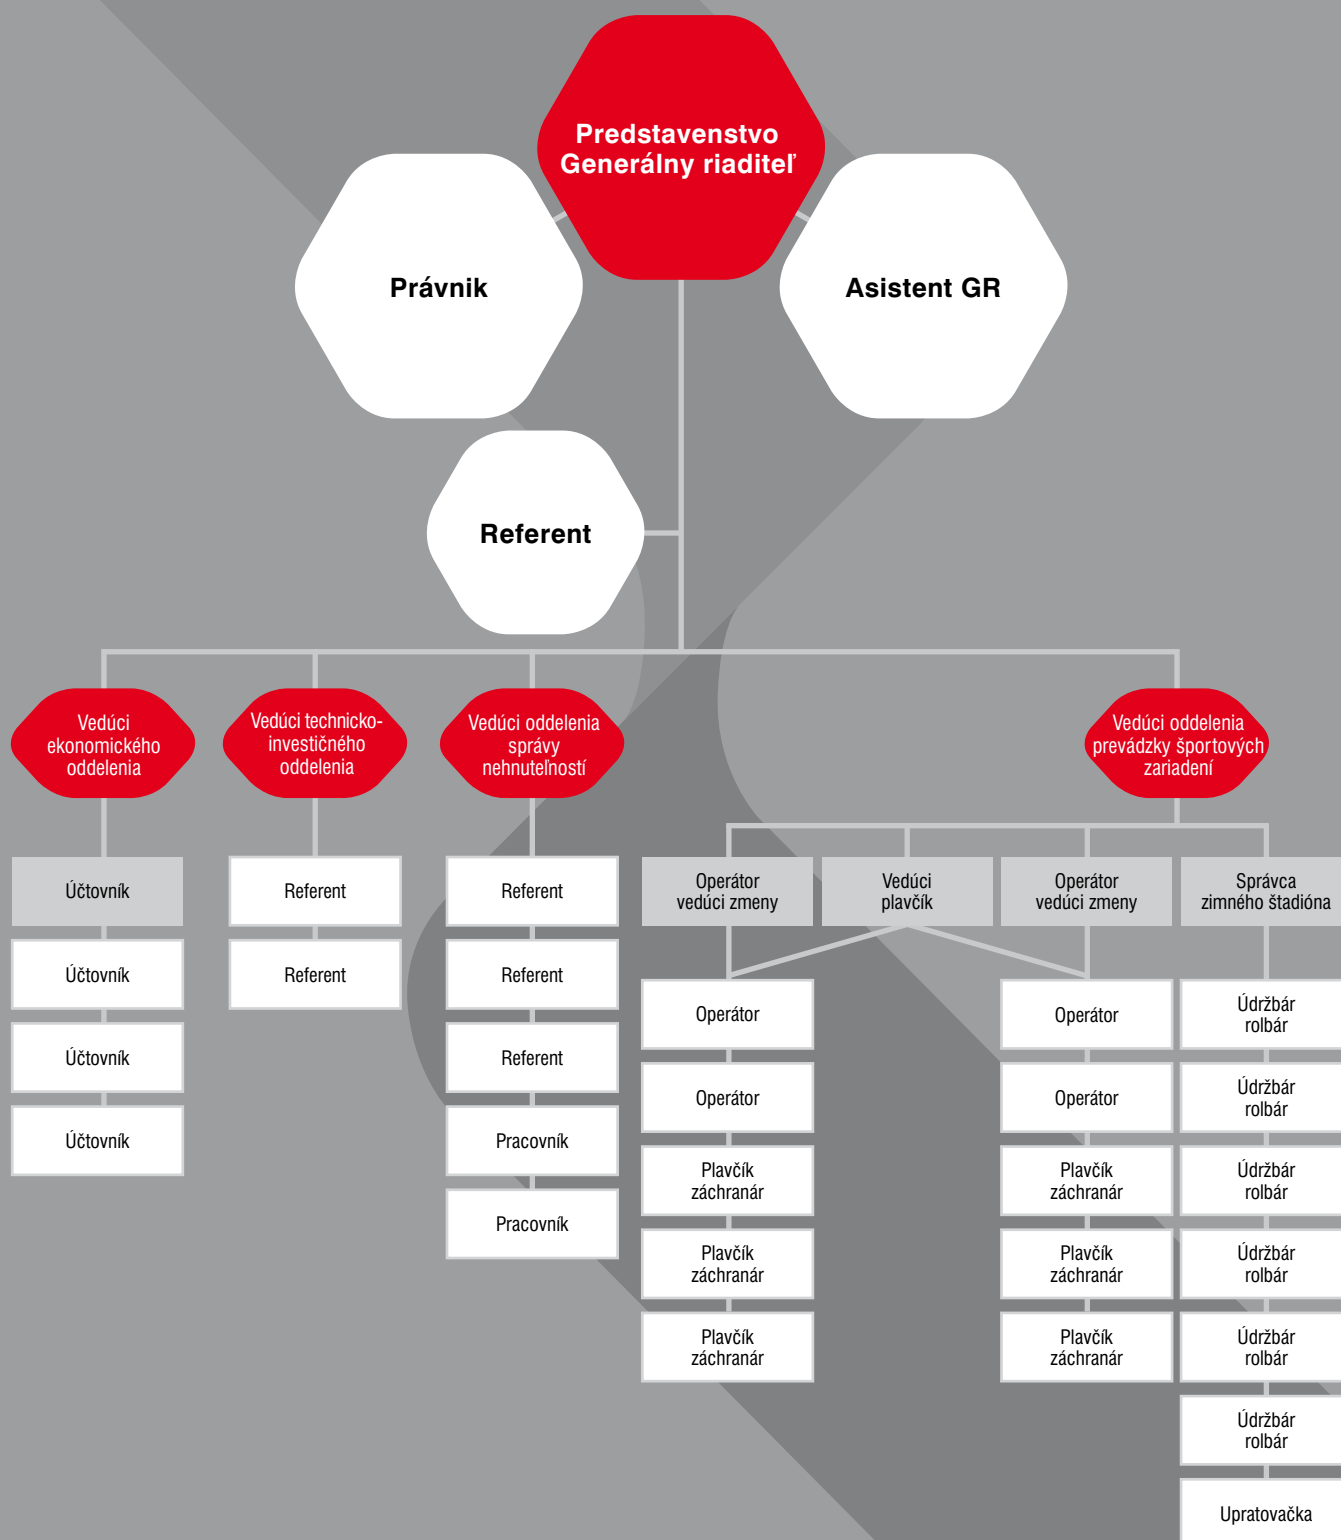 Predstavenstvo
Generálny riaditeľ
Právnik
Asistent GR
Referent
Vedúci
ekonomického
oddelenia
Vedúci technicko-
investičného
oddelenia
Vedúci oddelenia
správy
nehnuteľností
Vedúci oddelenia
prevádzky športových
zariadení
Účtovník
Účtovník
Účtovník
Účtovník
Referent
Referent
Referent
Referent
Referent
Pracovník
Pracovník
Operátor
vedúci zmeny
Vedúci
plavčík
Operátor
vedúci zmeny
Správca
zimného štadióna
Operátor
Operátor
Plavčík
záchranár
Plavčík
záchranár
Plavčík
záchranár
Operátor
Operátor
Plavčík
záchranár
Plavčík
záchranár
Plavčík
záchranár
Údržbár
rolbár
Údržbár
rolbár
Údržbár
rolbár
Údržbár
rolbár
Údržbár
rolbár
Údržbár
rolbár
Upratovačka